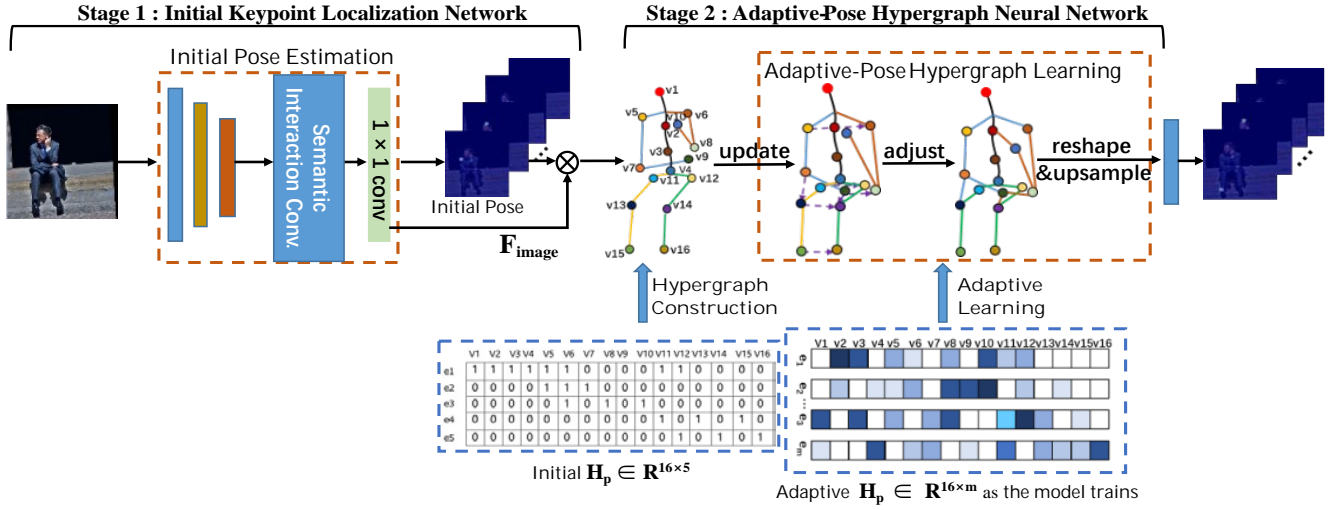 Stage 1 : Initial Keypoint Localization Network
Stage 2 : Adaptive-Pose Hypergraph Neural Network
Initial Pose Estimation
Semantic
Interaction Conv.
1 × 1 conv
Initial Pose
F_image
v1
v5
v6
v10
v2
v3
v8
v9
v7
v4
v11
v12
v13
v14
v15
v16
update
Adaptive-Pose Hypergraph Learning
adjust
reshape
&upsample
Hypergraph
Construction
Adaptive
Learning
V1 V2 V3 V4 V5 V6 V7 V8 V9 V10 V11 V12 V13 V14 V15 V16
e1 1 1 1 1 1 1 0 0 0 0 1 1 0 0 0 0
e2 0 0 0 0 1 1 1 0 0 0 0 0 0 0 0 0
e3 0 0 0 0 0 1 0 1 0 1 0 0 0 0 0 0
e4 0 0 0 0 0 0 0 0 0 0 1 0 1 0 1 0
e5 0 0 0 0 0 0 0 0 0 0 0 1 0 1 0 1
Initial H_p ∈ R^16×5
V1 v2 v3 v4 v5 v6 v7 v8 v9 v10 v11 v12 v13 v14 v15 v16
e1
e2
...
e3
em
Adaptive H_p ∈ R^16×m as the model trains